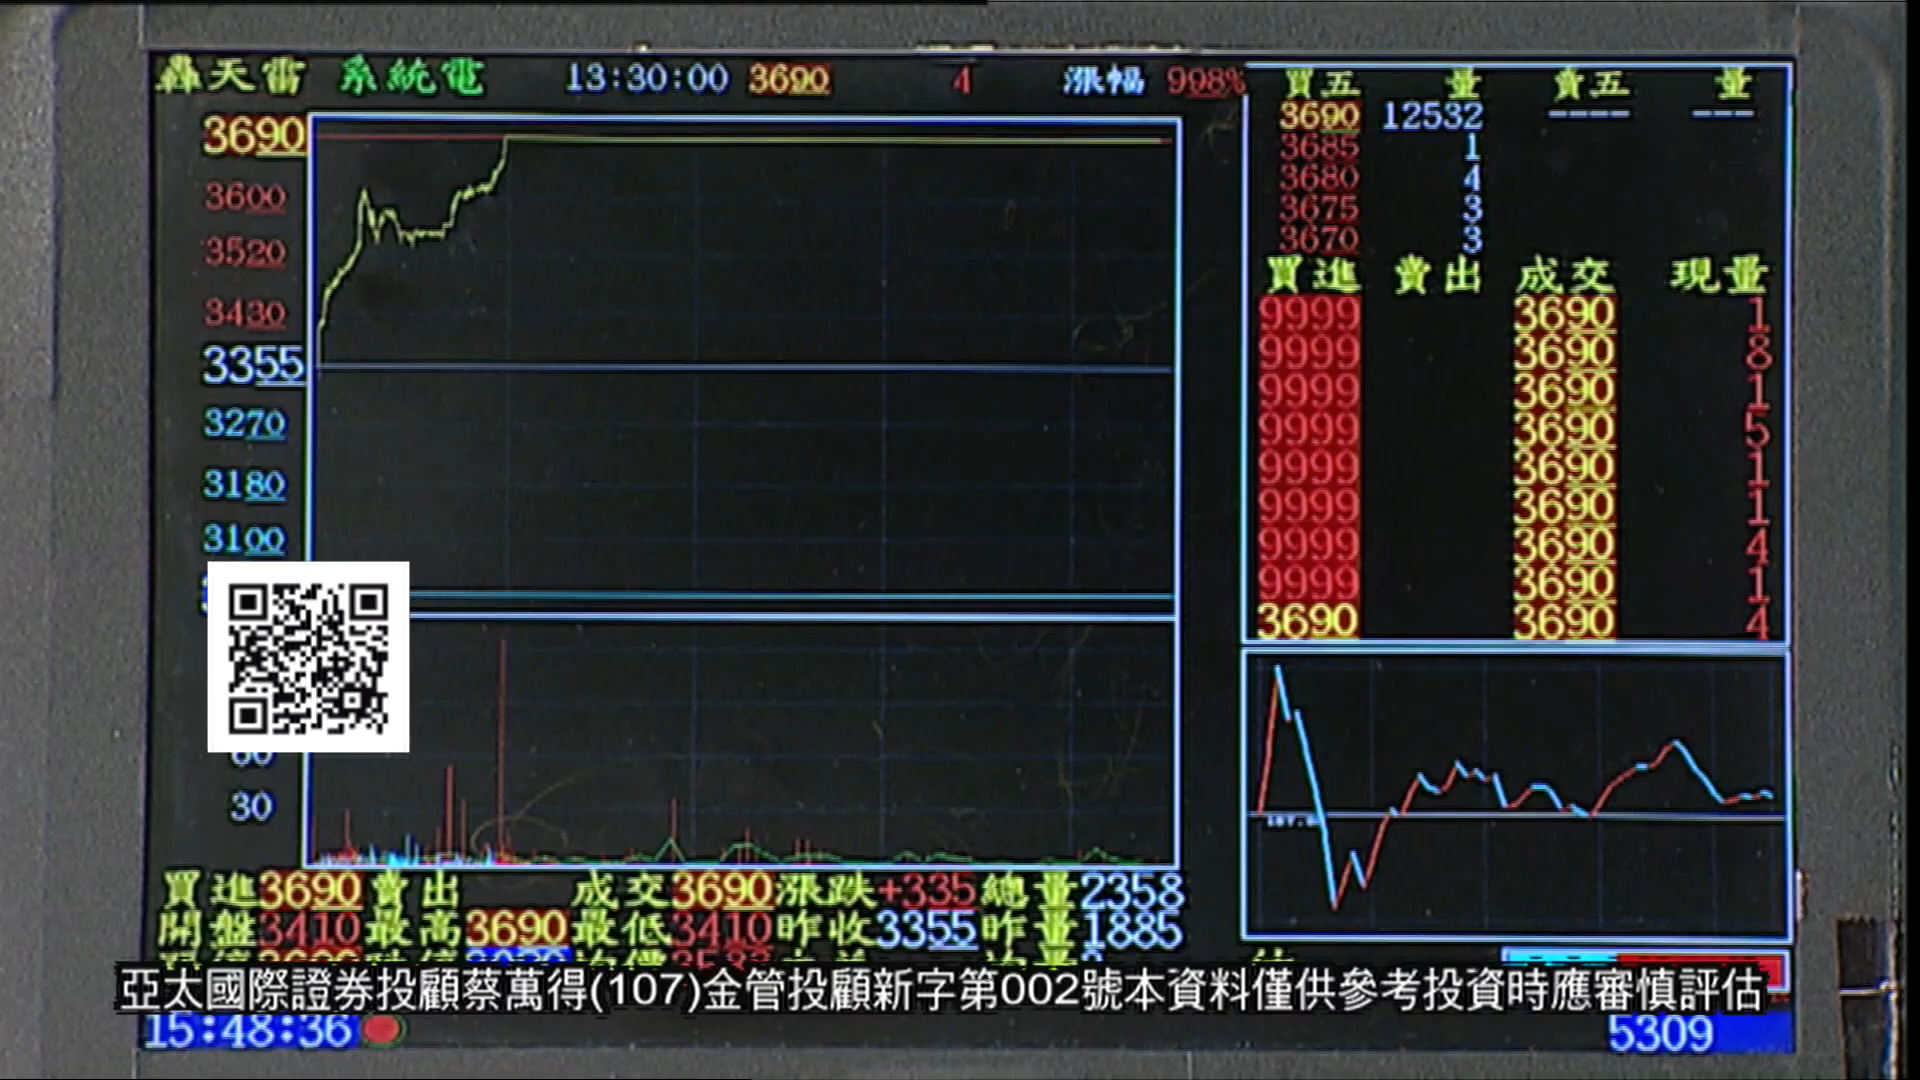 轟天雷 系統電 13:30:00 3690 4 漲幅 998%
買五 量 賣五 量
3690 12532 ---- ---
3685 1
3680 4
3675 3
3670 3
買進 賣出 成交 現量
9999 3690 1
9999 3690 8
9999 3690 1
9999 3690 5
9999 3690 1
9999 3690 1
9999 3690 4
9999 3690 1
3690 3690 4
3690
3600
3520
3430
3355
3270
3180
3100
60
30
買進3690 賣出 成交3690 漲跌+335 總量2358
開盤3410 最高3690 最低3410 昨收3355 昨量1885
亞太國際證券投顧蔡萬得(107)金管投顧新字第002號本資料僅供參考投資時應審慎評估
15:48:36
5309